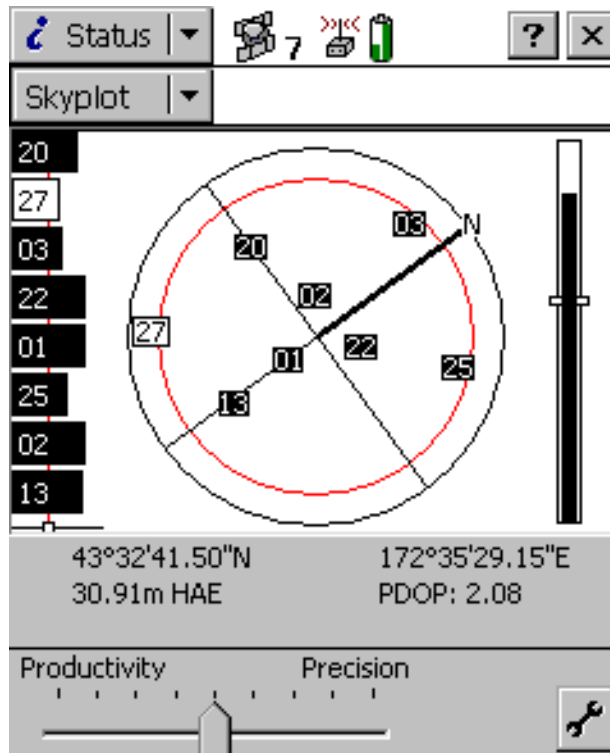 Status 7 ?
Skyplot
20
27
03
22
01
25
02
13
03
N
20
02
27
22
01
25
13
43°32'41.50"N 172°35'29.15"E
30.91m HAE PDOP: 2.08
Productivity Precision